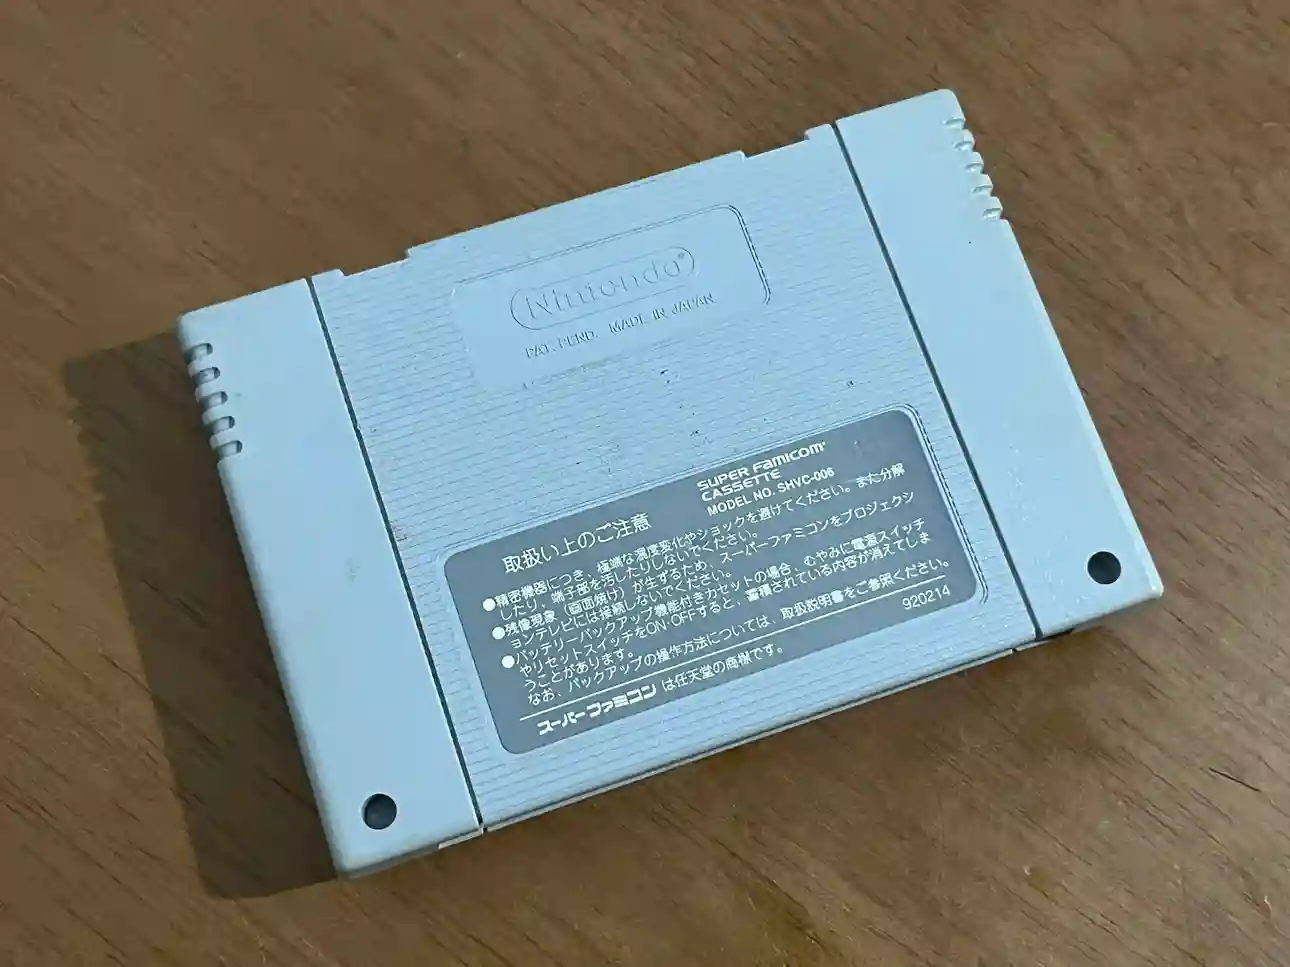 Nintendo®
PAT. PEND. MADE IN JAPAN
SUPER FAMICOM®
CASSETTE
MODEL NO. SHVC-006
取扱い上のご注意
●精密機器につき、極端な温度変化やショックを避けてください。また分解
したり、端子部を汚したりしないでください。
●残像現象(画面焼け)が生ずるため、スーパーファミコンをプロジェクシ
ョンテレビには接続しないでください。
●バッテリーバックアップ機能付きカセットの場合、むやみに電源スイッチ
やリセットスイッチをON・OFFすると、蓄積されている内容が消えてしま
うことがあります。
なお、バックアップの操作方法については、取扱説明書をご参照ください。
スーパーファミコンは任天堂の商標です。
920214